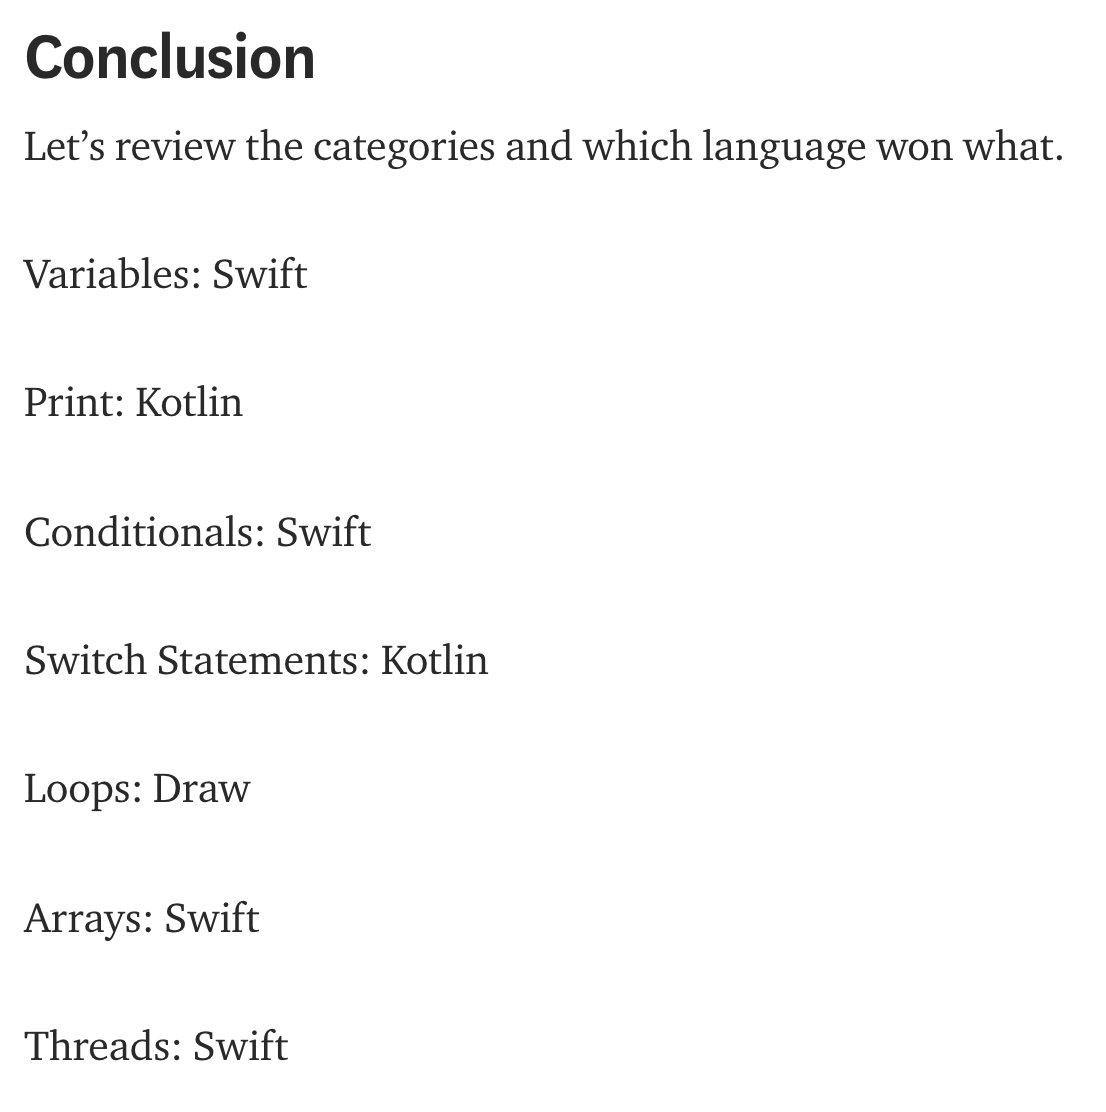 Conclusion
Let’s review the categories and which language won what.
Variables: Swift
Print: Kotlin
Conditionals: Swift
Switch Statements: Kotlin
Loops: Draw
Arrays: Swift
Threads: Swift